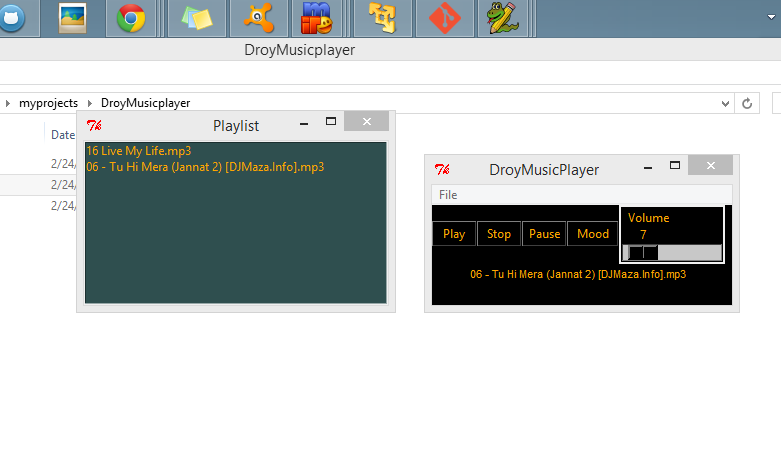 DroyMusicplayer
myprojects DroyMusicplayer
Date
2/24/
2/24/
2/24/
Playlist
16 Live My Life.mp3
06 - Tu Hi Mera (Jannat 2) [DJMaza.Info].mp3
DroyMusicPlayer
File
Play Stop Pause Mood
Volume
7
06 - Tu Hi Mera (Jannat 2) [DJMaza.Info].mp3